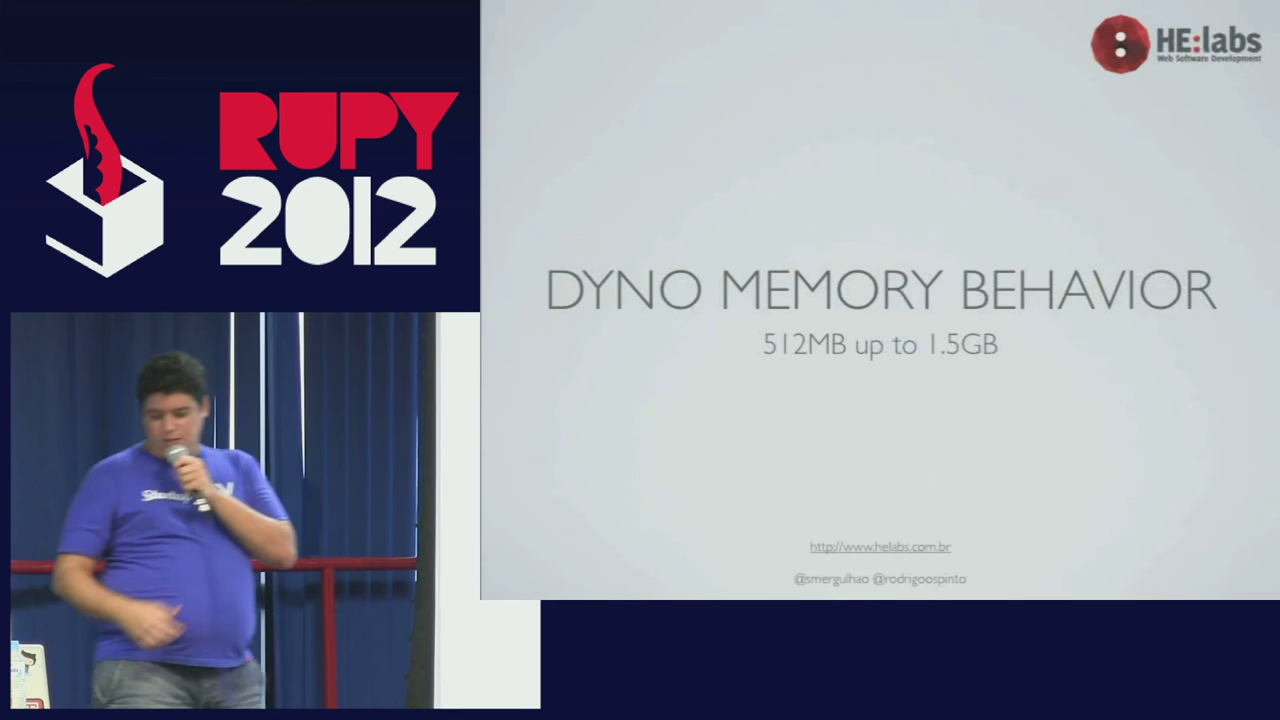 RUPY
2012
HE:labs
Web Software Development
DYNO MEMORY BEHAVIOR
512MB up to 1.5GB
http://www.helabs.com.br
@smergulhao @rodrigoospinto